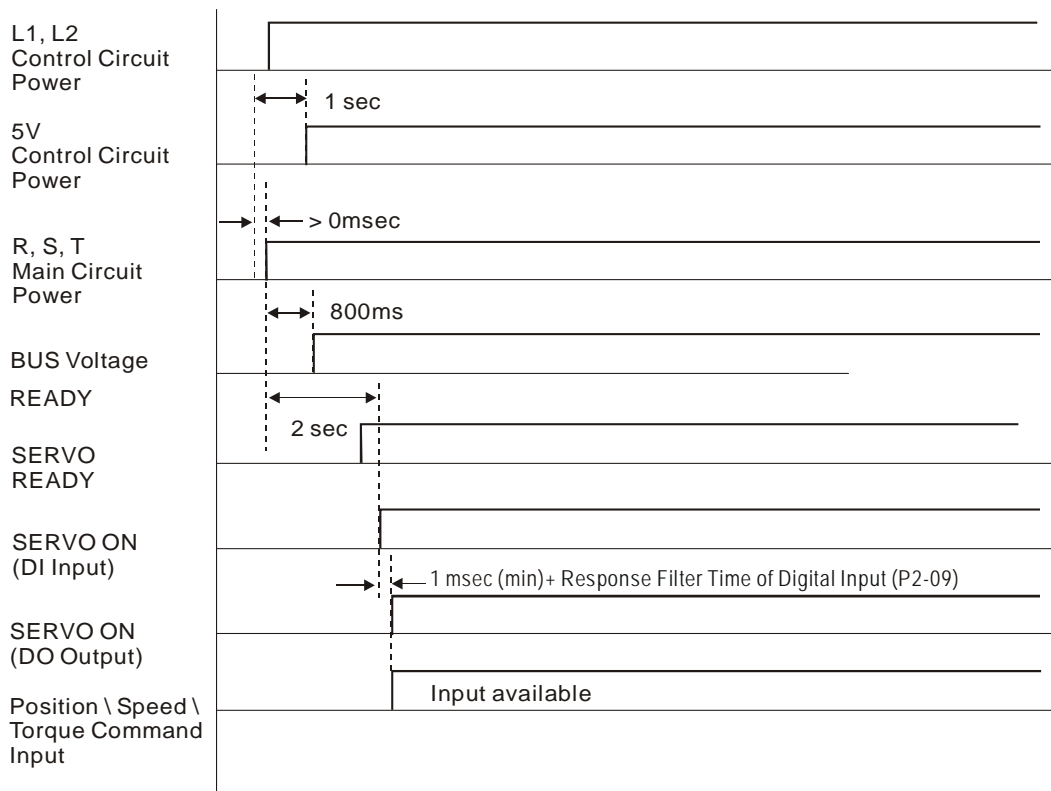 L1, L2
Control Circuit
Power
1 sec
5V
Control Circuit
Power
> 0msec
R, S, T
Main Circuit
Power
800ms
BUS Voltage
READY
2 sec
SERVO
READY
SERVO ON
(DI Input)
1 msec (min)+ Response Filter Time of Digital Input (P2-09)
SERVO ON
(DO Output)
Input available
Position \ Speed \
Torque Command
Input